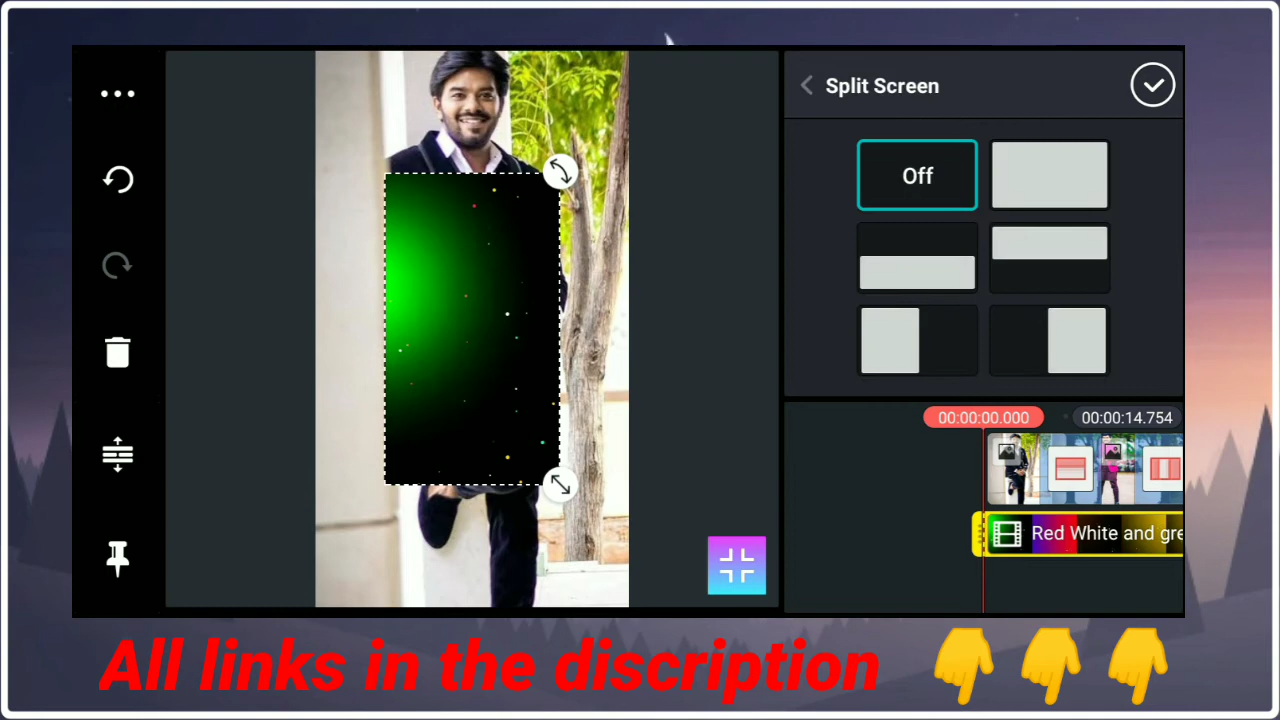 Split Screen
Off
00:00:00.000
00:00:14.754
Red White and gre
All links in the discription